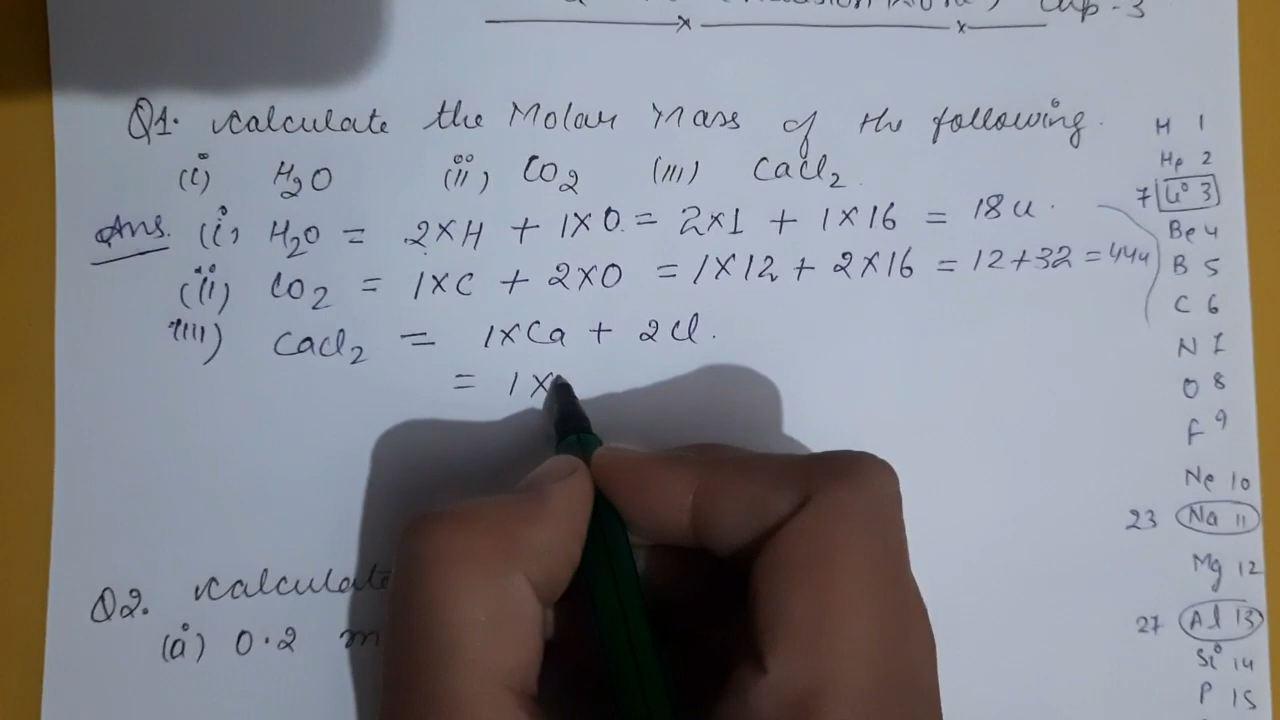 Chp - 3
Q1. Calculate the Molar Mass of the following.
(i) H2O (ii) CO2 (iii) CaCl2
Ans. (i) H2O = 2×H + 1×O = 2×1 + 1×16 = 18u.
(ii) CO2 = 1×C + 2×O = 1×12 + 2×16 = 12+32 = 44u
(iii) CaCl2 = 1×Ca + 2Cl.
= 1×
Q2. Calculate
(a) 0.2 m
H 1
He 2
7 Li 3
Be 4
B 5
C 6
N 7
O 8
F 9
Ne 10
23 Na 11
Mg 12
27 Al 13
Si 14
P 15